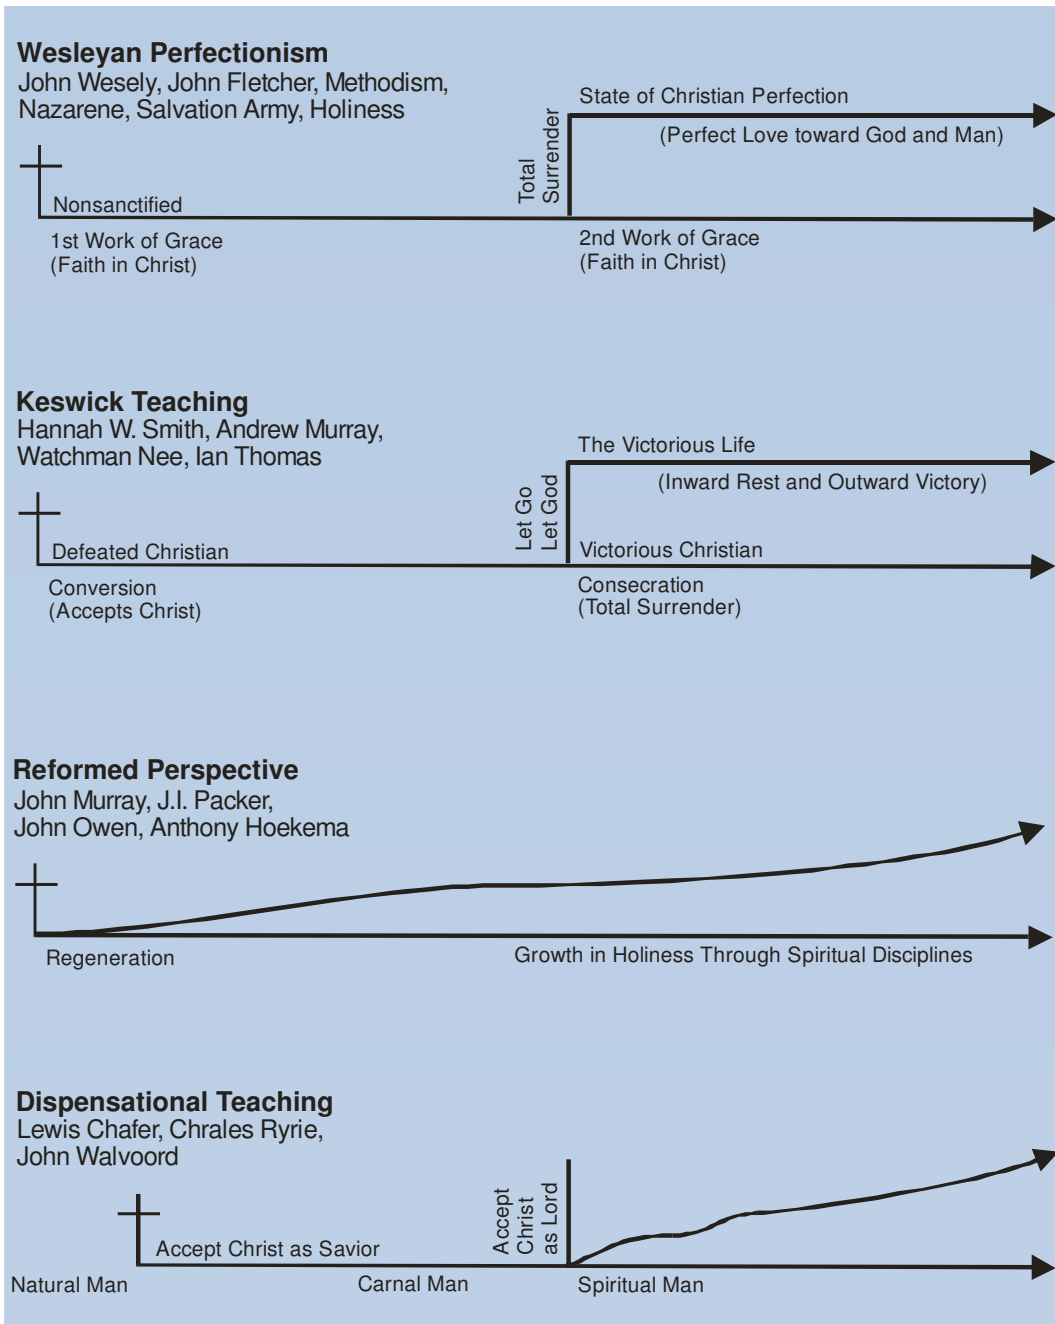 Wesleyan Perfectionism
John Wesely, John Fletcher, Methodism,
Nazarene, Salvation Army, Holiness
Total
Surrender
State of Christian Perfection
(Perfect Love toward God and Man)
Nonsanctified
1st Work of Grace
(Faith in Christ)
2nd Work of Grace
(Faith in Christ)
Keswick Teaching
Hannah W. Smith, Andrew Murray,
Watchman Nee, Ian Thomas
Let Go
Let God
The Victorious Life
(Inward Rest and Outward Victory)
Defeated Christian
Victorious Christian
Conversion
(Accepts Christ)
Consecration
(Total Surrender)
Reformed Perspective
John Murray, J.I. Packer,
John Owen, Anthony Hoekema
Regeneration
Growth in Holiness Through Spiritual Disciplines
Dispensational Teaching
Lewis Chafer, Chrales Ryrie,
John Walvoord
Accept
Christ
as Lord
Accept Christ as Savior
Natural Man
Carnal Man
Spiritual Man